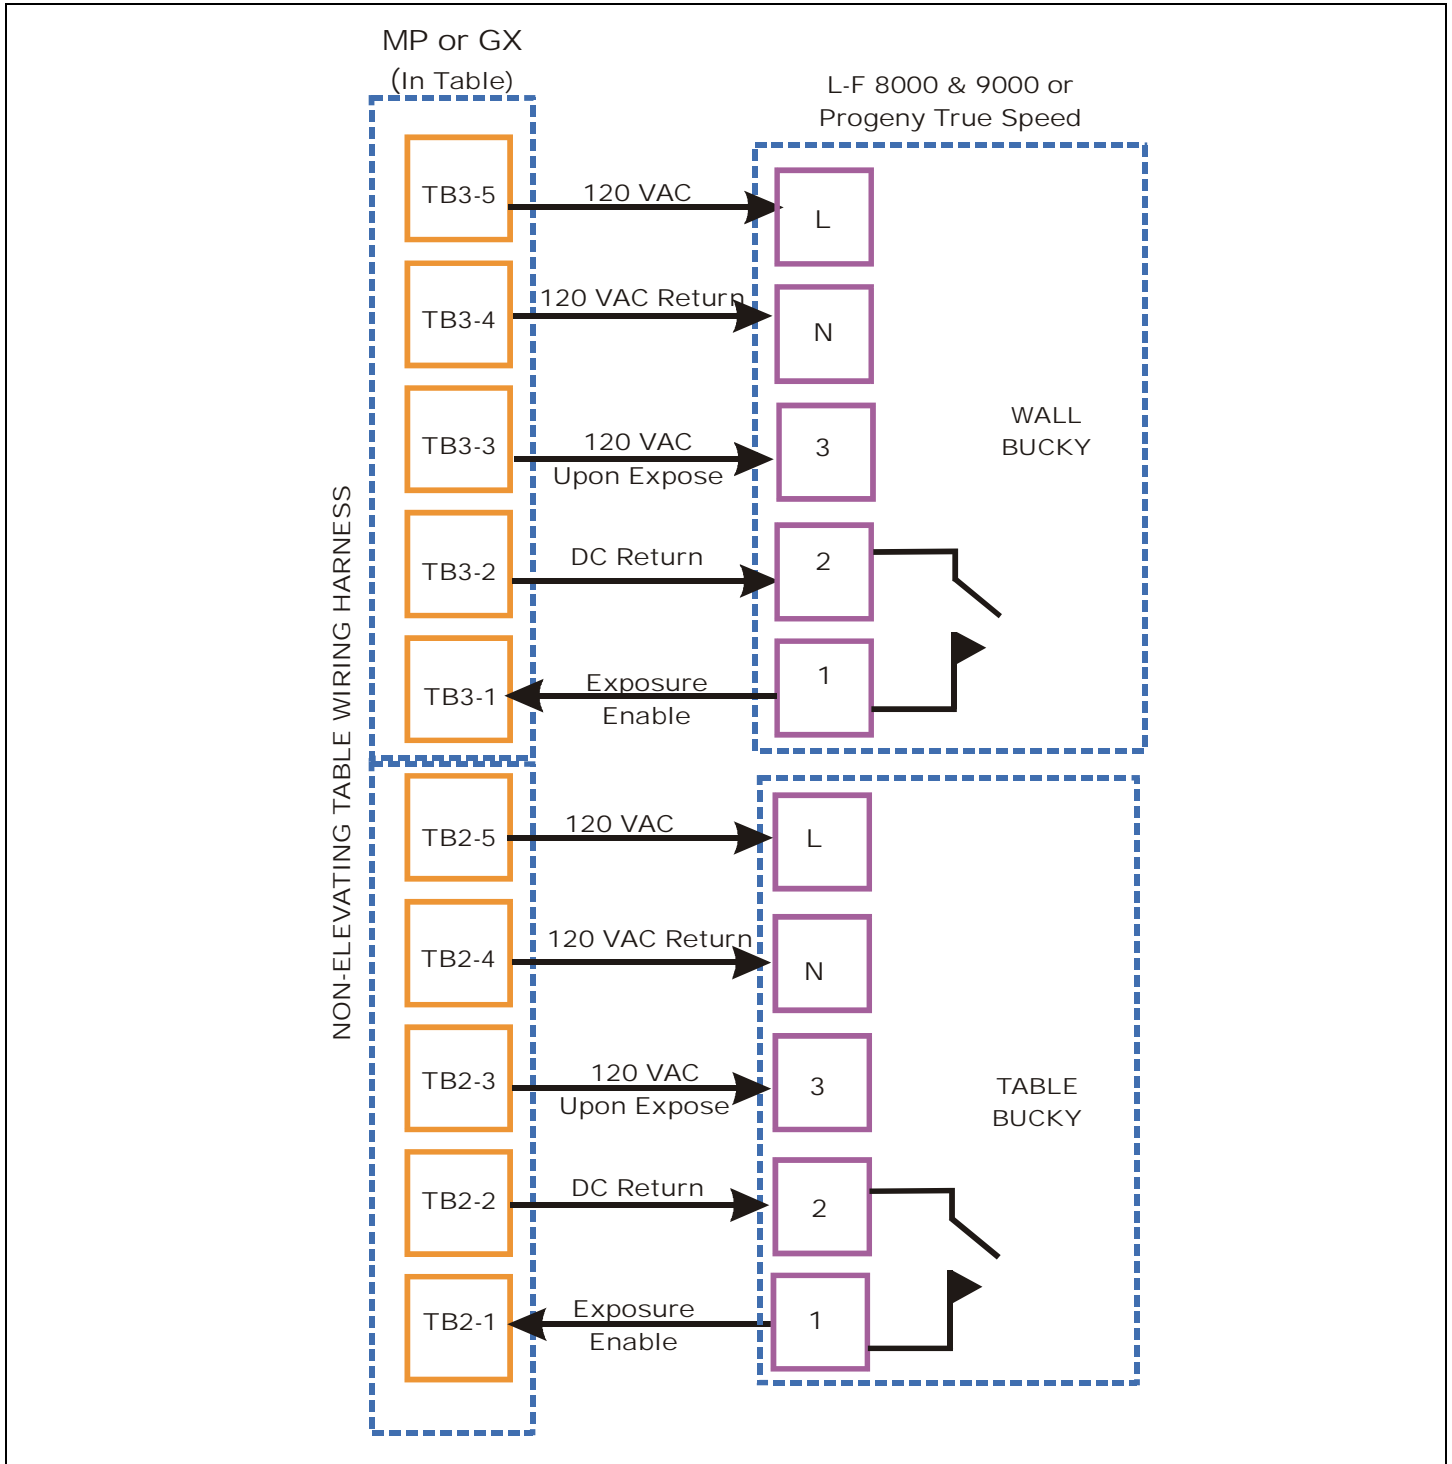 MP or GX
(In Table)
L-F 8000 & 9000 or
Progeny True Speed
NON-ELEVATING TABLE WIRING HARNESS
TB3-5
120 VAC
L
TB3-4
120 VAC Return
N
TB3-3
120 VAC
Upon Expose
3
WALL
BUCKY
TB3-2
DC Return
2
TB3-1
Exposure
Enable
1
TB2-5
120 VAC
L
TB2-4
120 VAC Return
N
TB2-3
120 VAC
Upon Expose
3
TABLE
BUCKY
TB2-2
DC Return
2
TB2-1
Exposure
Enable
1